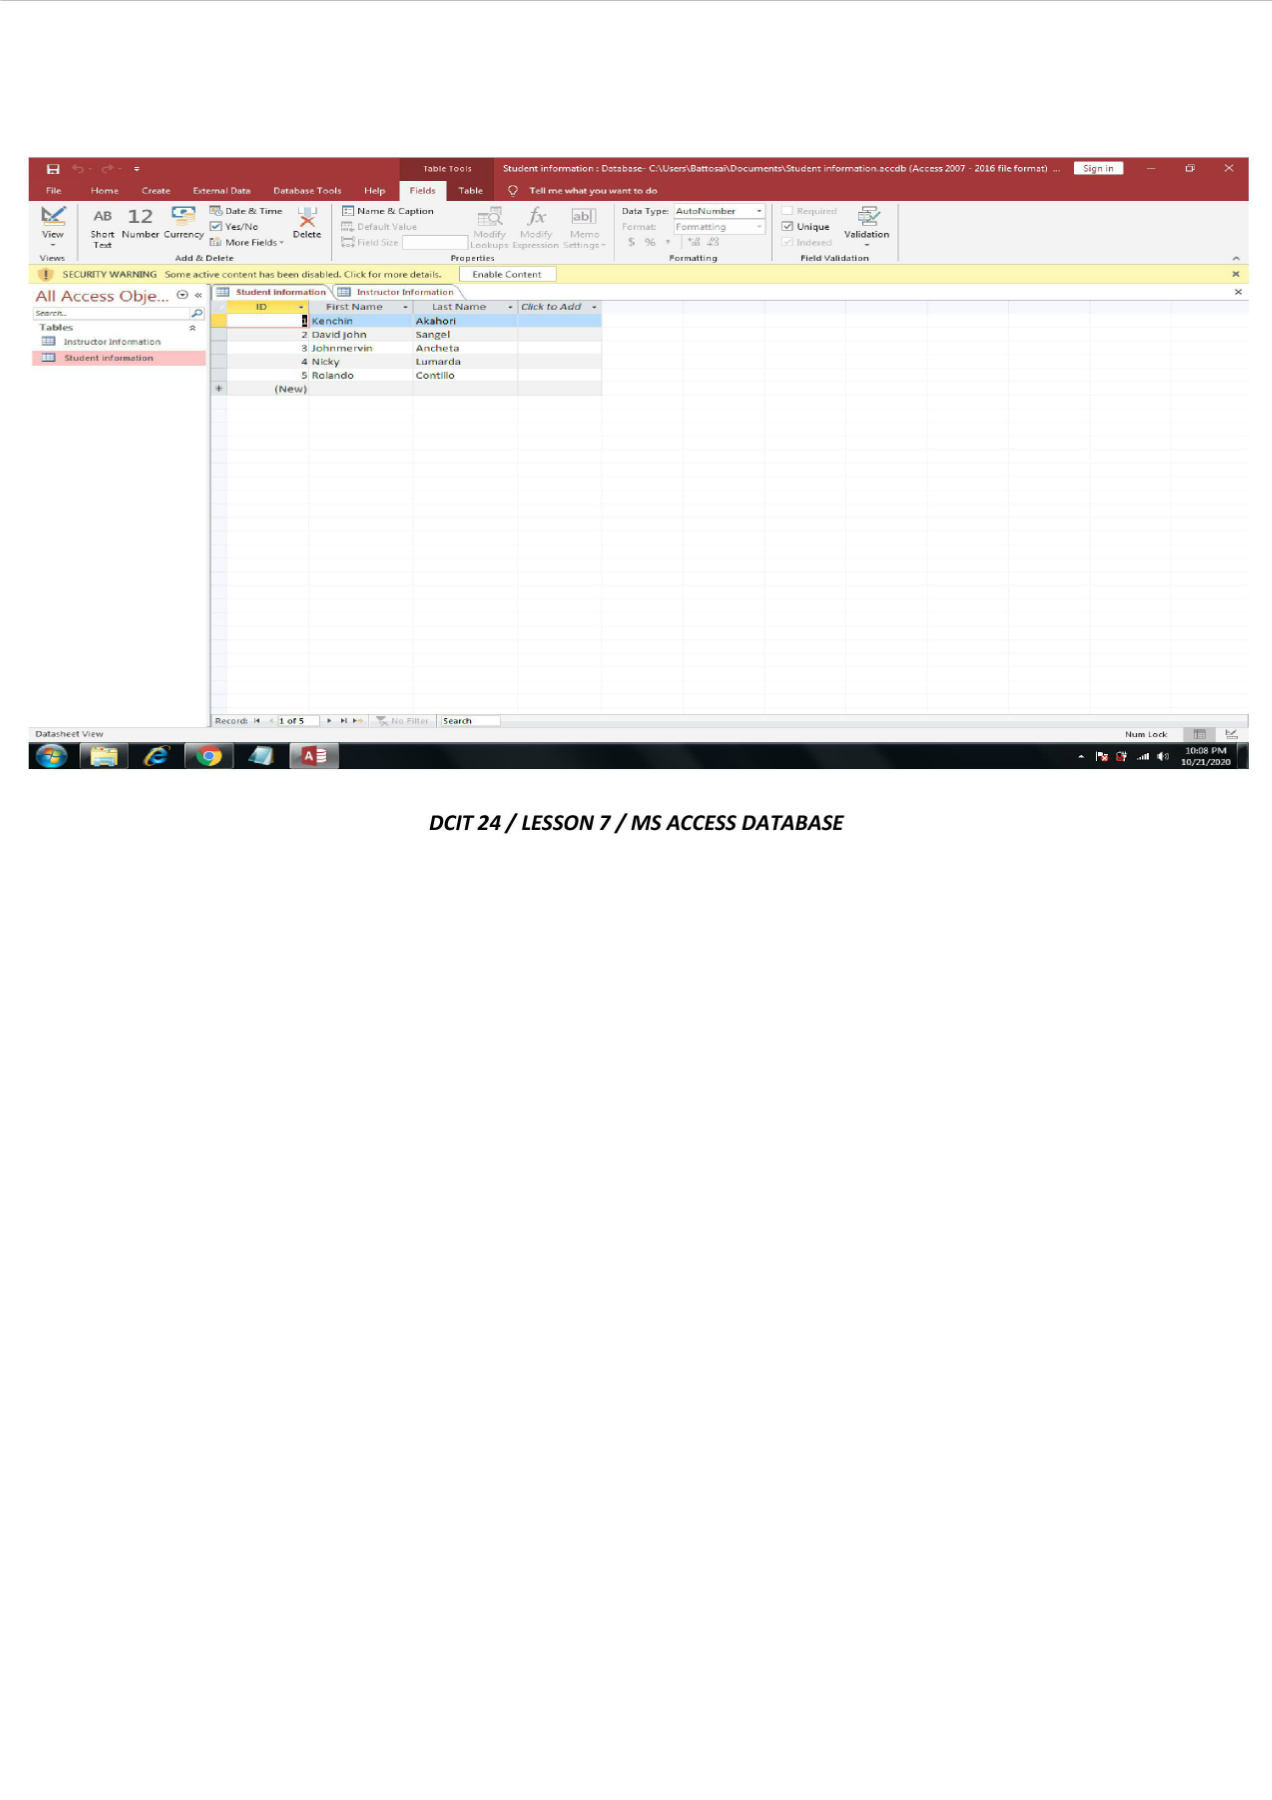 Table Tools Student information : Database- C:\Users\Battosai\Documents\Student information.accdb (Access 2007 - 2016 file format) ... Sign in
File Home Create External Data Database Tools Help Fields Table Tell me what you want to do
View
AB Short Text
12 Number
Currency
Date & Time
Yes/No
More Fields
Delete
Name & Caption
Default Value
Field Size
Modify Lookups
fx Modify Expression
ab Memo Settings
Data Type: AutoNumber
Format: Formatting
$ %
Required
Unique
Indexed
Validation
Views Add & Delete Properties Formatting Field Validation
SECURITY WARNING Some active content has been disabled. Click for more details. Enable Content
All Access Obje...
Search...
Tables
Instructor Information
Student information
Student information Instructor Information
ID First Name Last Name Click to Add
1 Kenchin Akahori
2 David John Sangel
3 Johnmervin Ancheta
4 Nicky Lumarda
5 Rolando Contillo
* (New)
Record: 1 of 5 No Filter Search
Datasheet View Num Lock
10:08 PM
10/21/2020
DCIT 24 / LESSON 7 / MS ACCESS DATABASE